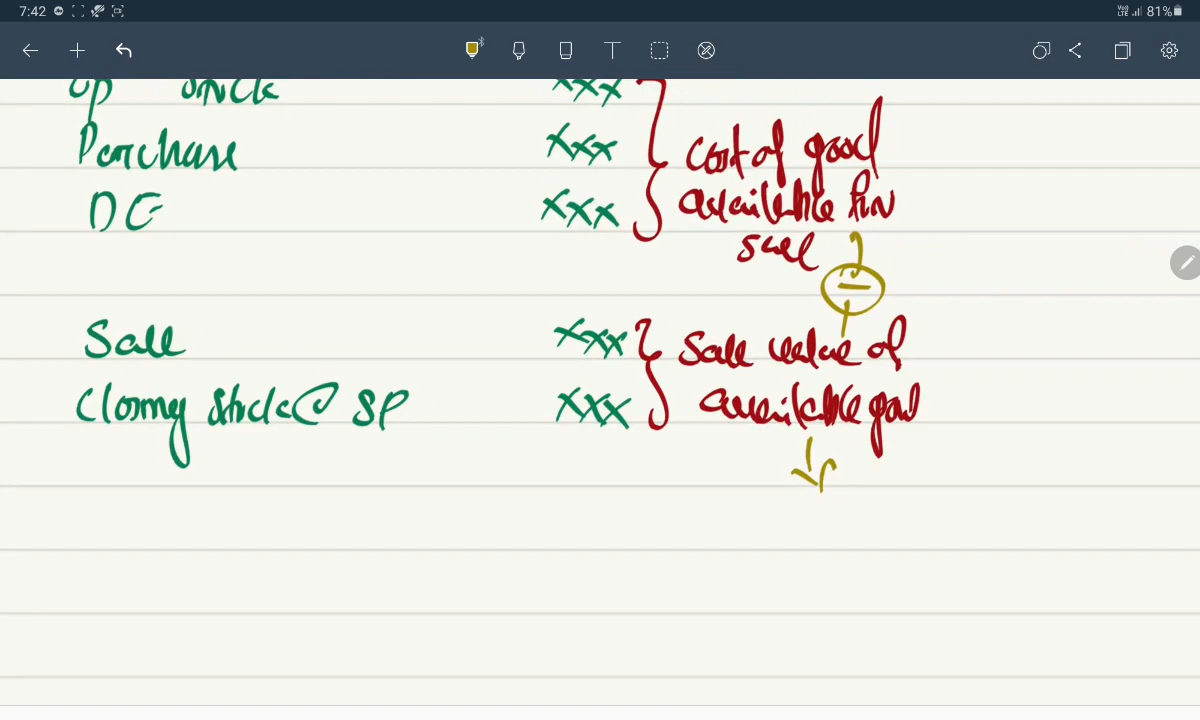 7:42 81%
Op Stock xxx
Purchase xxx Cost of good
DE xxx available for
sale
Sale xxx Sale value of
Closing Stock @ SP xxx available good